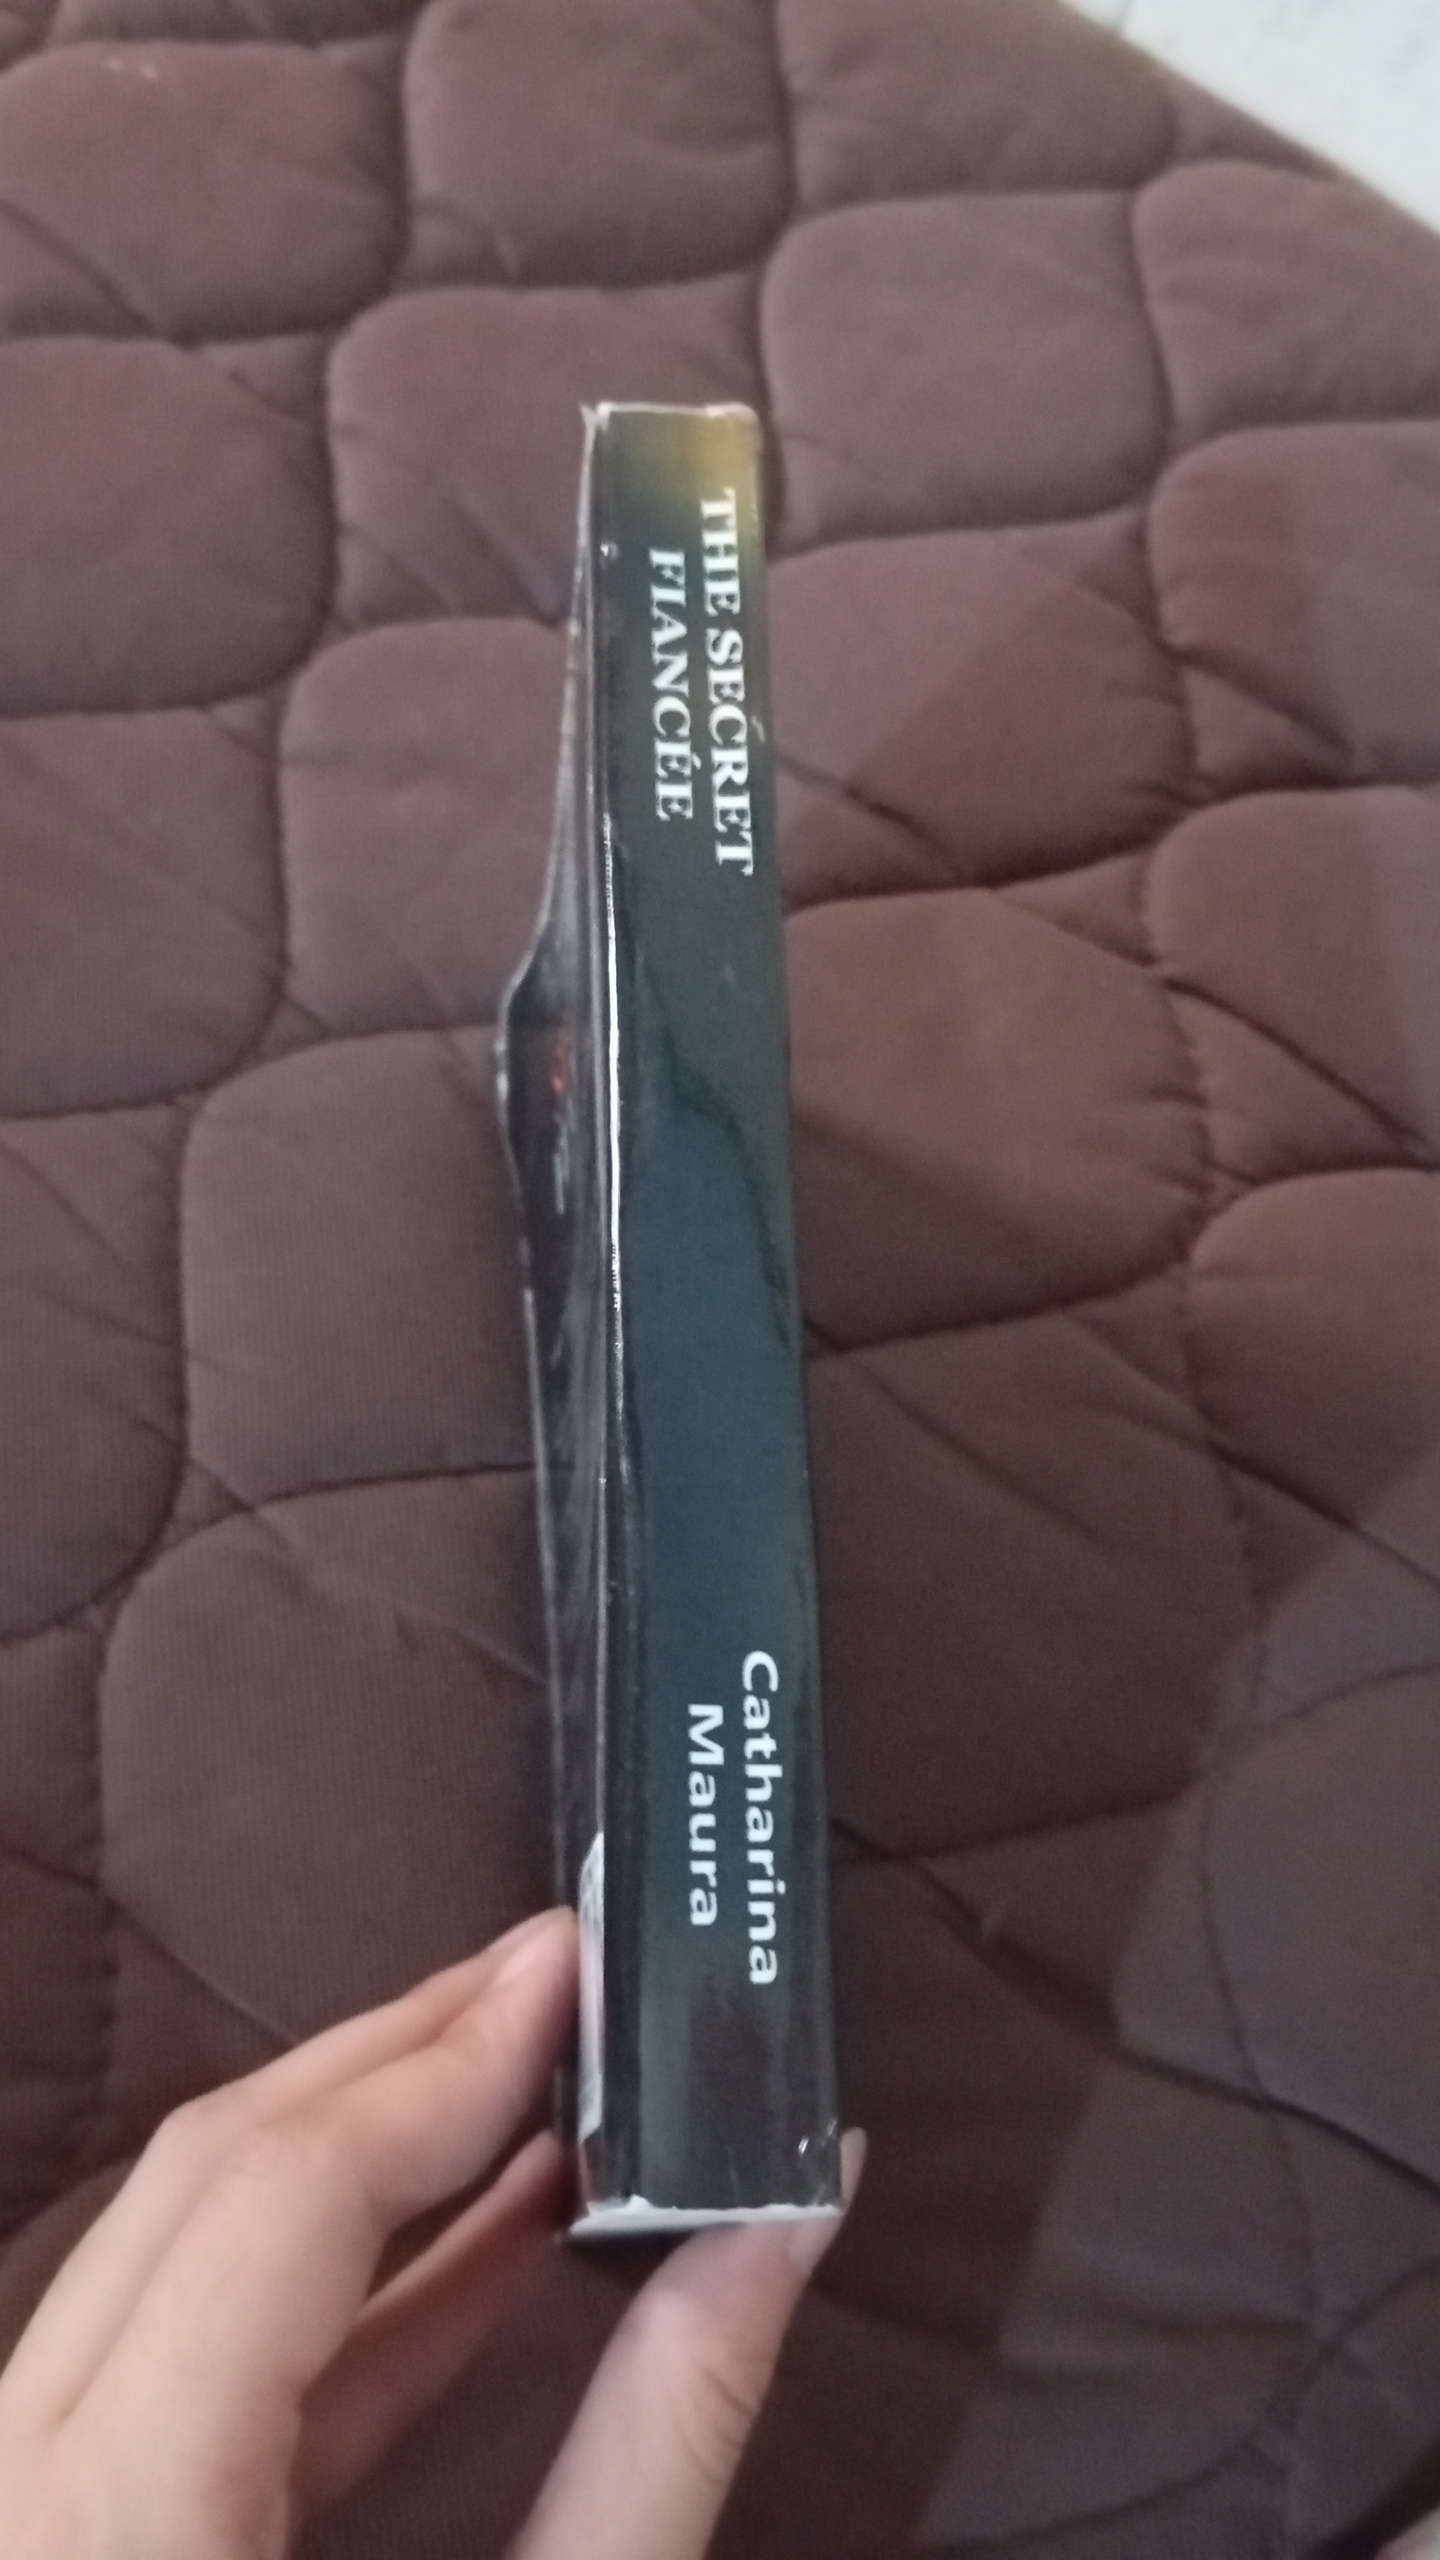 THE SECRET
FIANCÉE
Catharina
Maura